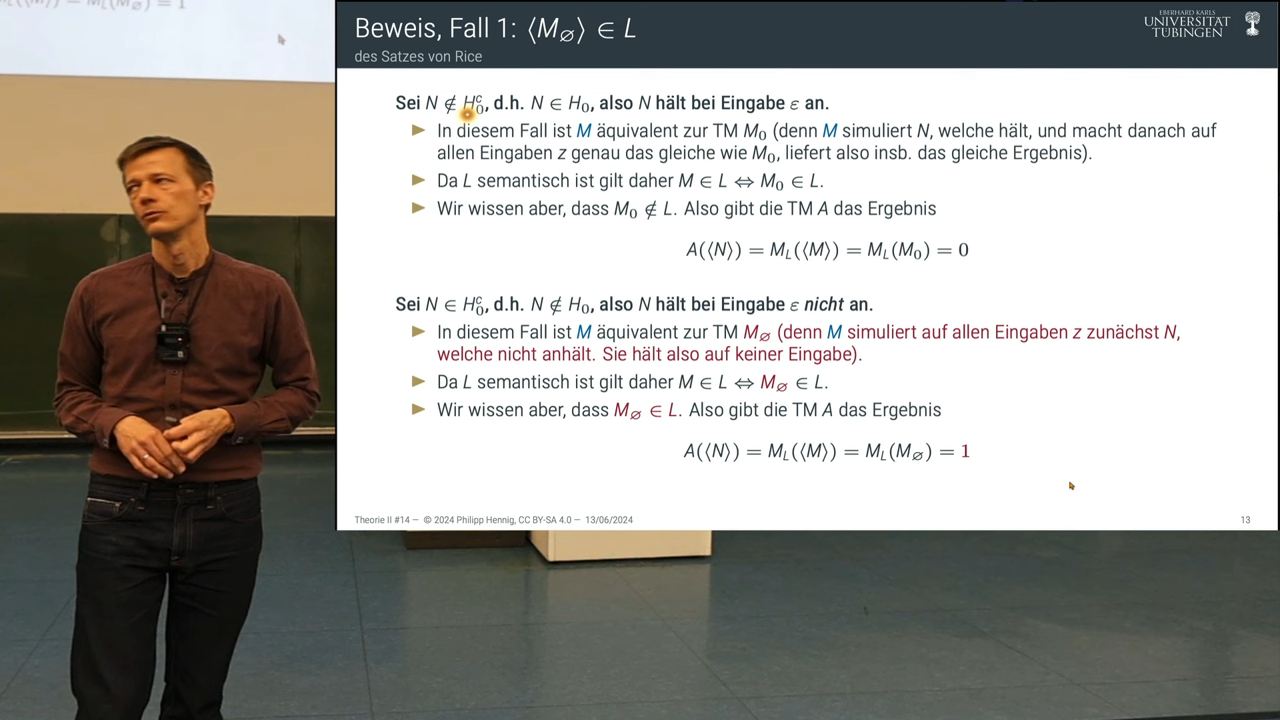 Beweis, Fall 1: ⟨M∅⟩ ∈ L
des Satzes von Rice
EBERHARD KARLS
UNIVERSITÄT
TÜBINGEN
Sei N ∉ H₀ᶜ, d.h. N ∈ H₀, also N hält bei Eingabe ε an.
► In diesem Fall ist M äquivalent zur TM M₀ (denn M simuliert N, welche hält, und macht danach auf
allen Eingaben z genau das gleiche wie M₀, liefert also insb. das gleiche Ergebnis).
► Da L semantisch ist gilt daher M ∈ L ⇔ M₀ ∈ L.
► Wir wissen aber, dass M₀ ∉ L. Also gibt die TM A das Ergebnis
A(⟨N⟩) = M_L(⟨M⟩) = M_L(M₀) = 0
Sei N ∈ H₀ᶜ, d.h. N ∉ H₀, also N hält bei Eingabe ε nicht an.
► In diesem Fall ist M äquivalent zur TM M∅ (denn M simuliert auf allen Eingaben z zunächst N,
welche nicht anhält. Sie hält also auf keiner Eingabe).
► Da L semantisch ist gilt daher M ∈ L ⇔ M∅ ∈ L.
► Wir wissen aber, dass M∅ ∈ L. Also gibt die TM A das Ergebnis
A(⟨N⟩) = M_L(⟨M⟩) = M_L(M∅) = 1
Theorie II #14 — © 2024 Philipp Hennig, CC BY-SA 4.0 — 13/06/2024
13